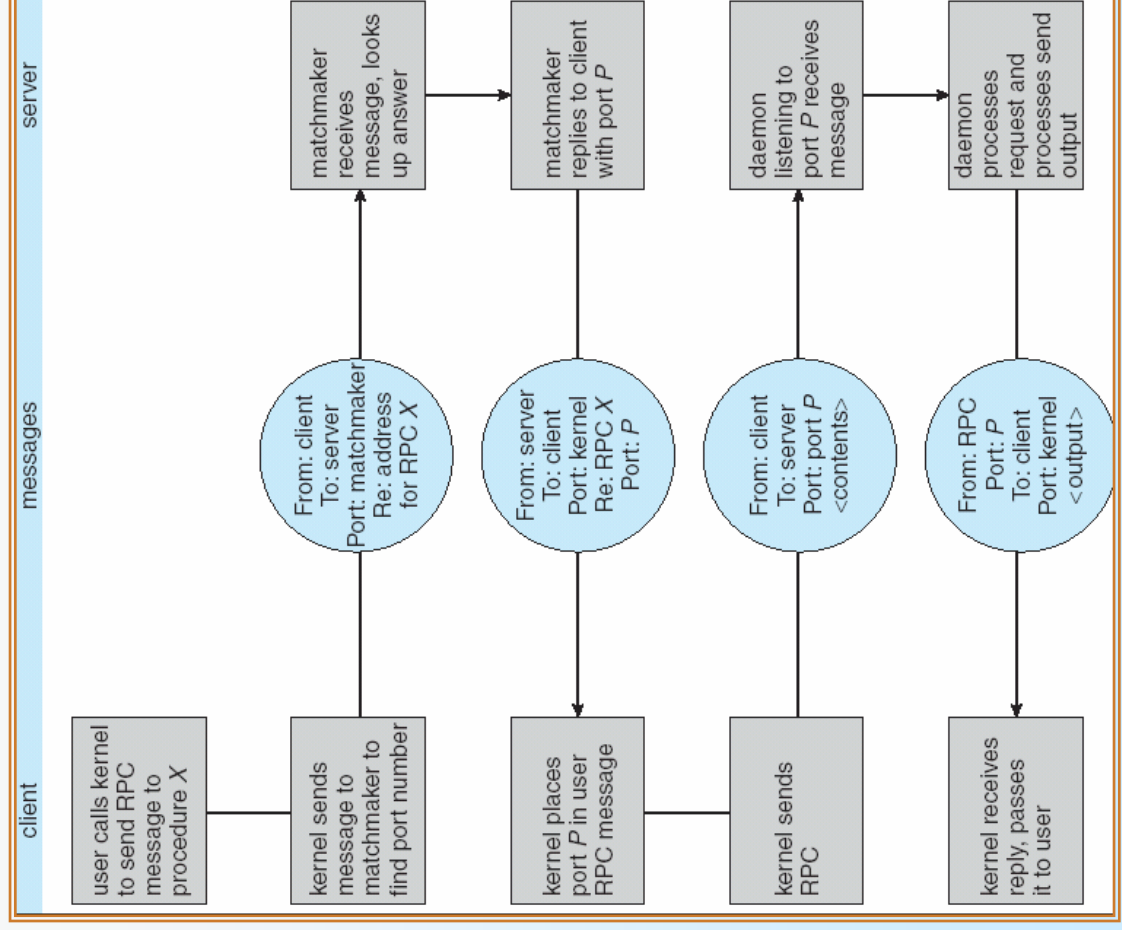 client
messages
server
user calls kernel
to send RPC
message to
procedure X
kernel sends
message to
matchmaker to
find port number
From: client
To: server
Port: matchmaker
Re: address
for RPC X
matchmaker
receives
message, looks
up answer
kernel places
port P in user
RPC message
From: server
To: client
Port: kernel
Re: RPC X
Port: P
matchmaker
replies to client
with port P
kernel sends
RPC
From: client
To: server
Port: port P
<contents>
daemon
listening to
port P receives
message
kernel receives
reply, passes
it to user
From: RPC
Port: P
To: client
Port: kernel
<output>
daemon
processes
request and
processes send
output